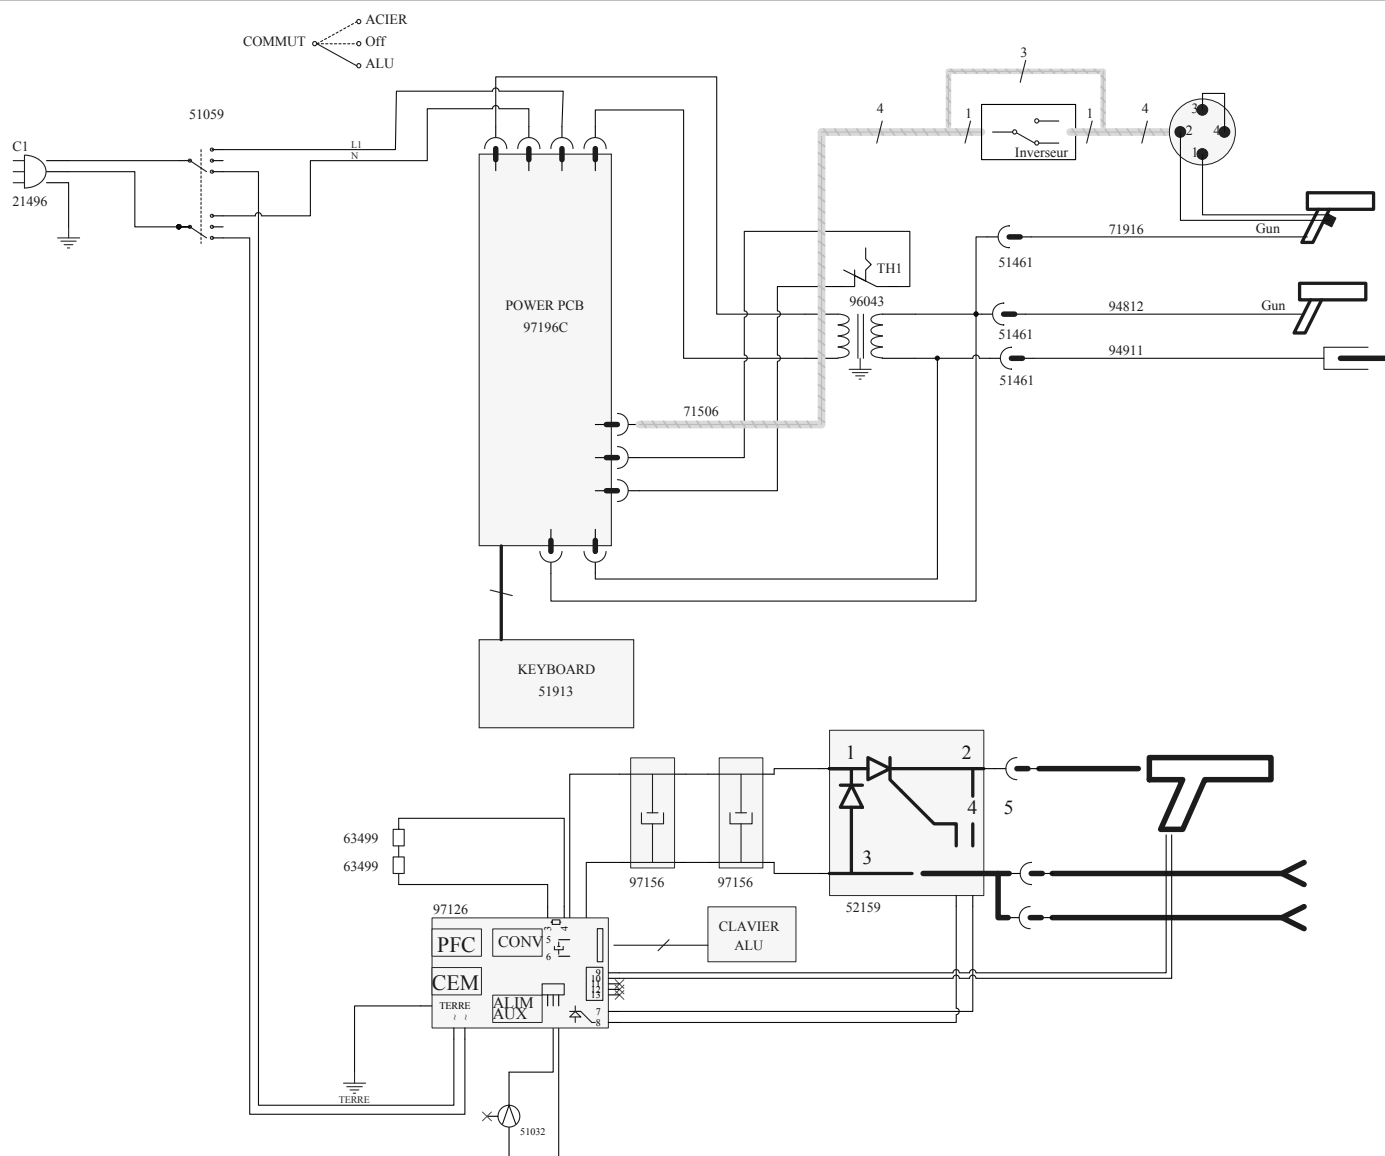 ACIER
COMMUT
Off
ALU
3
51059
4
1
1
4
3
2
4
1
C1
L1
N
Inverseur
21496
71916
Gun
51461
TH1
96043
POWER PCB
97196C
94812
Gun
51461
94911
51461
71506
KEYBOARD
51913
1
2
4
5
3
63499
63499
97156
97156
52159
97126
CLAVIER
ALU
PFC
CONV
3
4
5
6
CEM
9
10
11
12
13
TERRE
~ ~
ALIM
AUX
7
8
TERRE
51032